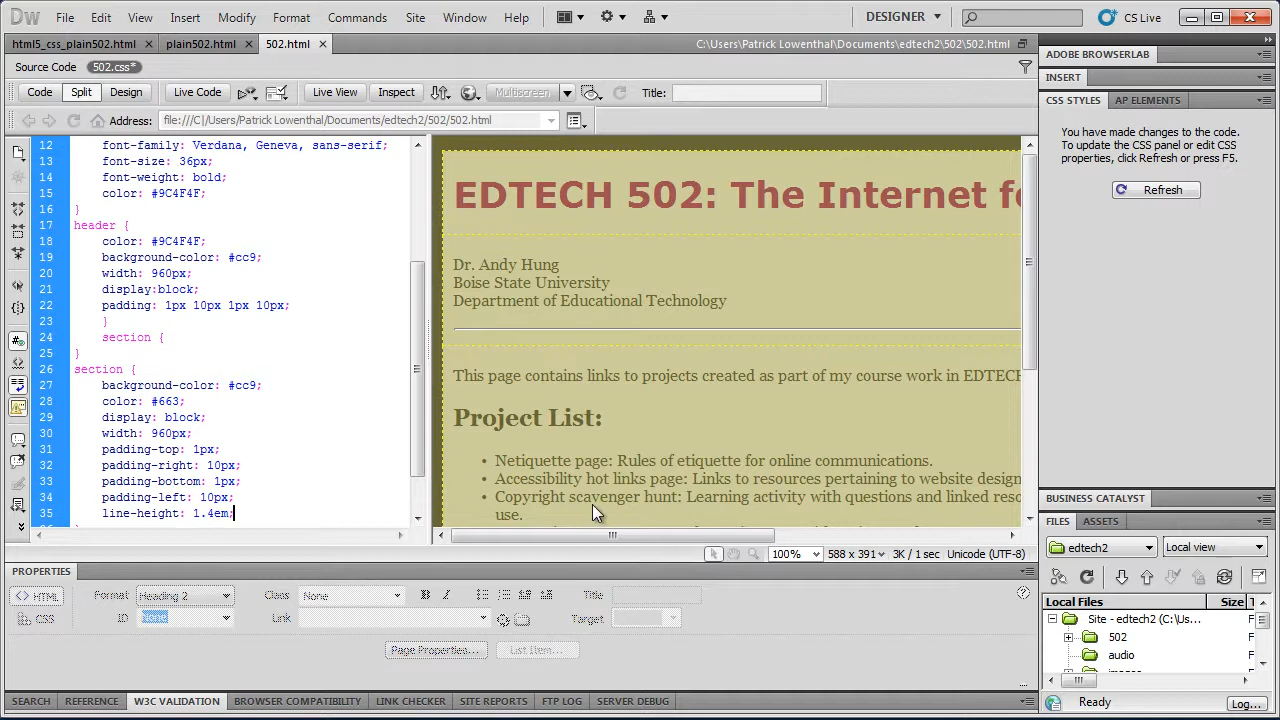 Dw File Edit View Insert Modify Format Commands Site Window Help DESIGNER CS Live
html5_css_plain502.html plain502.html 502.html C:\Users\Patrick Lowenthal\Documents\edtech2\502\502.html
Source Code 502.css*
Code Split Design Live Code Live View Inspect Multiscreen Title:
Address: file:///C|/Users/Patrick Lowenthal/Documents/edtech2/502/502.html
12 font-family: Verdana, Geneva, sans-serif;
13 font-size: 36px;
14 font-weight: bold;
15 color: #9C4F4F;
16 }
17 header {
18 color: #9C4F4F;
19 background-color: #cc9;
20 width: 960px;
21 display:block;
22 padding: 1px 10px 1px 10px;
23 }
24 section {
25 }
26 section {
27 background-color: #cc9;
28 color: #663;
29 display: block;
30 width: 960px;
31 padding-top: 1px;
32 padding-right: 10px;
33 padding-bottom: 1px;
34 padding-left: 10px;
35 line-height: 1.4em;
EDTECH 502: The Internet fo
Dr. Andy Hung
Boise State University
Department of Educational Technology
This page contains links to projects created as part of my course work in EDTECH
Project List:
• Netiquette page: Rules of etiquette for online communications.
• Accessibility hot links page: Links to resources pertaining to website design
• Copyright scavenger hunt: Learning activity with questions and linked reso
use.
100% 588 x 391 3K / 1 sec Unicode (UTF-8)
PROPERTIES
<> HTML Format Heading 2 Class None B I Title
CSS ID None Link Target
Page Properties... List Item...
SEARCH REFERENCE W3C VALIDATION BROWSER COMPATIBILITY LINK CHECKER SITE REPORTS FTP LOG SERVER DEBUG
ADOBE BROWSERLAB
INSERT
CSS STYLES AP ELEMENTS
You have made changes to the code.
To update the CSS panel or edit CSS
properties, click Refresh or press F5.
Refresh
BUSINESS CATALYST
FILES ASSETS
edtech2 Local view
Local Files Size T
Site - edtech2 (C:\Us... F
502 F
audio F
Ready Log...